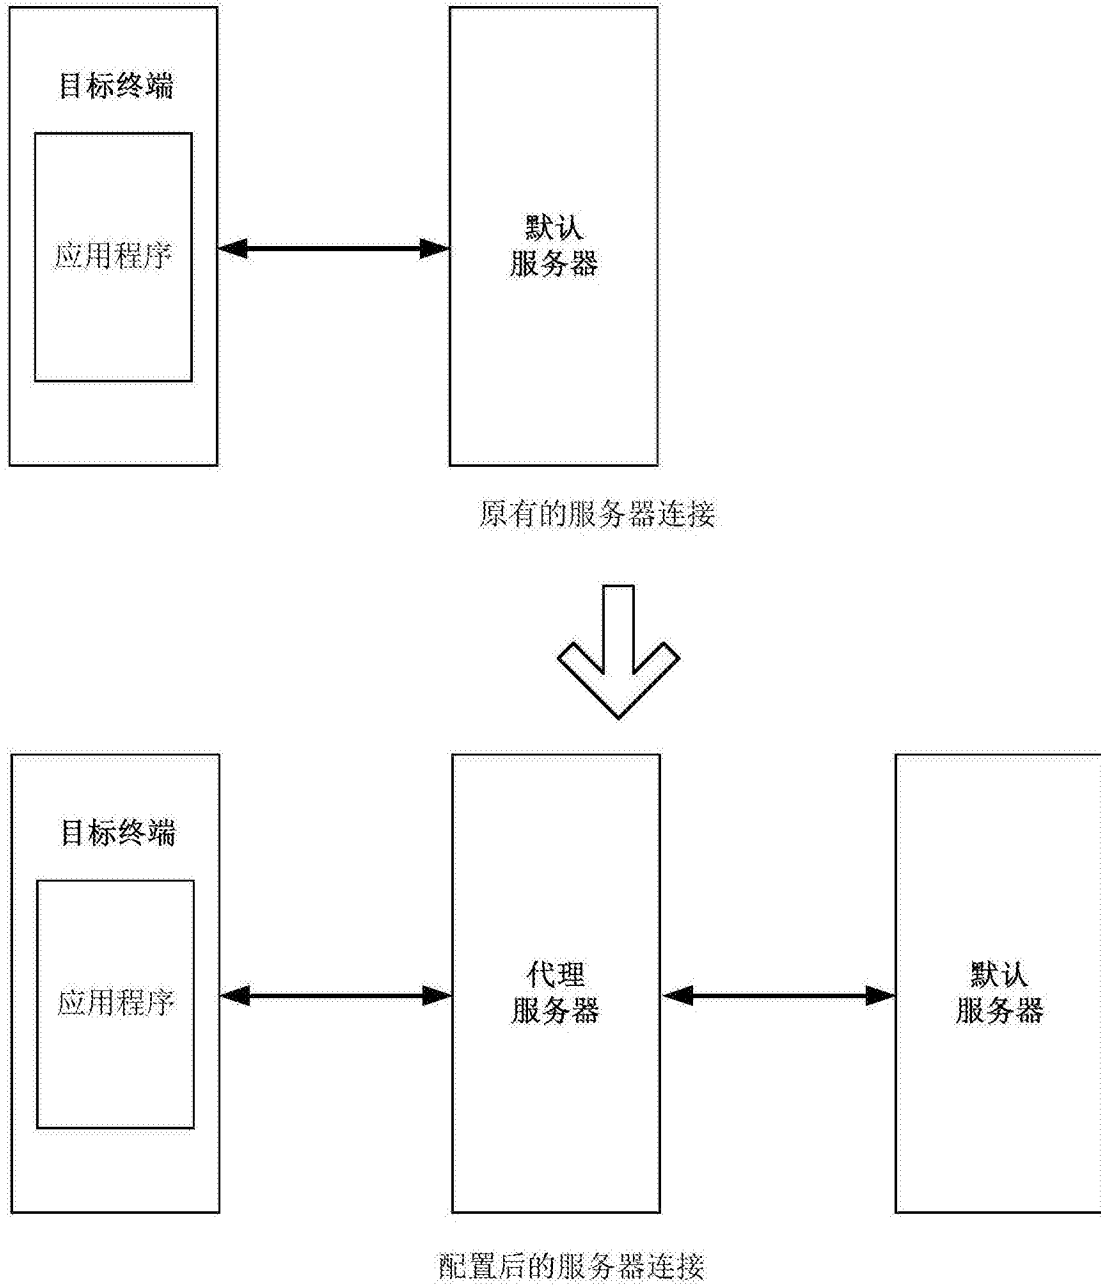 目标终端
应用程序
默认
服务器
原有的服务器连接
目标终端
应用程序
代理
服务器
默认
服务器
配置后的服务器连接